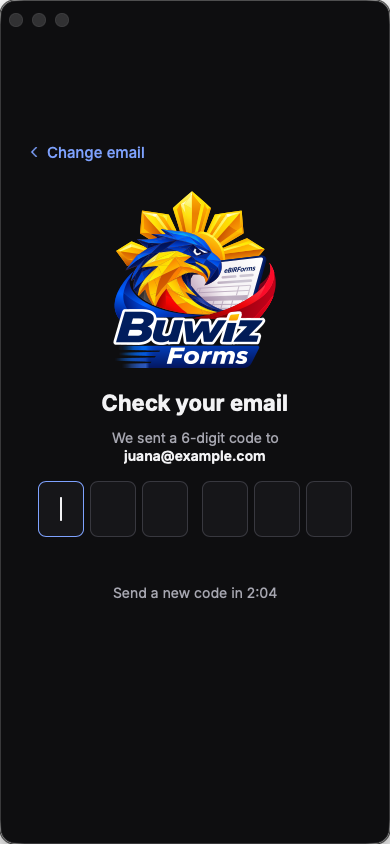 Change email
eBIRForms
Buwiz
Forms
Check your email
We sent a 6-digit code to
juana@example.com
Send a new code in 2:04